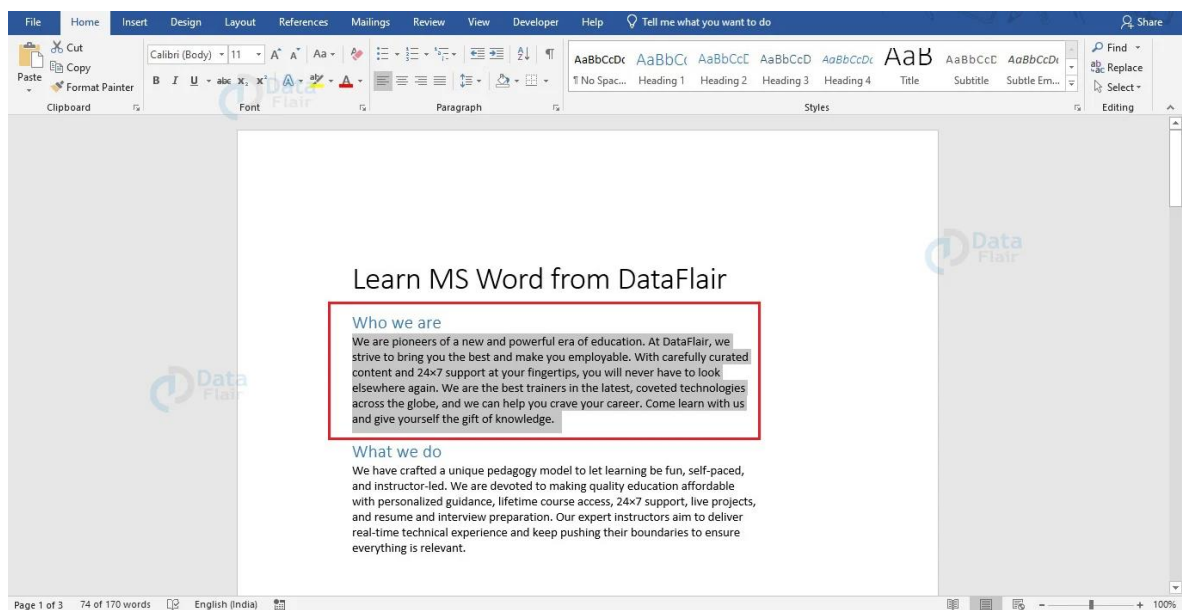 File Home Insert Design Layout References Mailings Review View Developer Help Tell me what you want to do Share
Cut
Copy
Format Painter
Paste
Clipboard
Calibri (Body) 11 Aa
B I U abc X₂ X² A aby A
Font
Paragraph
AaBbCcDc AaBbCc AaBbCcE AaBbCcD AaBbCcDc AaB AaBbCcD AaBbCcDt
¶ No Spac... Heading 1 Heading 2 Heading 3 Heading 4 Title Subtitle Subtle Em...
Styles
Find
Replace
Select
Editing
Data
Flair
Data
Flair
Data
Flair
Learn MS Word from DataFlair
Who we are
We are pioneers of a new and powerful era of education. At DataFlair, we
strive to bring you the best and make you employable. With carefully curated
content and 24×7 support at your fingertips, you will never have to look
elsewhere again. We are the best trainers in the latest, coveted technologies
across the globe, and we can help you crave your career. Come learn with us
and give yourself the gift of knowledge.
What we do
We have crafted a unique pedagogy model to let learning be fun, self-paced,
and instructor-led. We are devoted to making quality education affordable
with personalized guidance, lifetime course access, 24×7 support, live projects,
and resume and interview preparation. Our expert instructors aim to deliver
real-time technical experience and keep pushing their boundaries to ensure
everything is relevant.
Page 1 of 3 74 of 170 words English (India) 100%